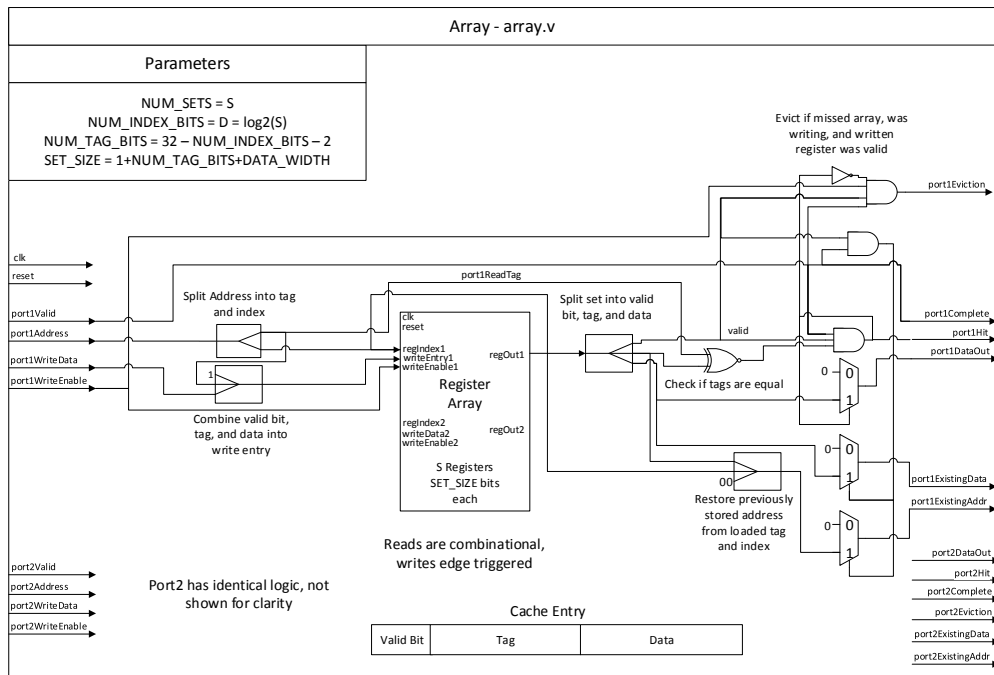 Array - array.v
Parameters
NUM_SETS = S
NUM_INDEX_BITS = D = log2(S)
NUM_TAG_BITS = 32 – NUM_INDEX_BITS – 2
SET_SIZE = 1+NUM_TAG_BITS+DATA_WIDTH
Evict if missed array, was
writing, and written
register was valid
port1Eviction
clk
reset
port1Valid
port1Address
port1WriteData
port1WriteEnable
Split Address into tag
and index
1
Combine valid bit,
tag, and data into
write entry
port1ReadTag
clk
reset
regIndex1
writeEntry1
writeEnable1
regOut1
Register
Array
regIndex2
writeData2
writeEnable2
regOut2
S Registers
SET_SIZE bits
each
Split set into valid
bit, tag, and data
valid
Check if tags are equal
port1Complete
port1Hit
port1DataOut
0
0
1
0
0
1
port1ExistingData
port1ExistingAddr
00
Restore previously
stored address
from loaded tag
and index
0
0
1
Reads are combinational,
writes edge triggered
port2Valid
port2Address
port2WriteData
port2WriteEnable
Port2 has identical logic, not
shown for clarity
Cache Entry
Valid Bit
Tag
Data
port2DataOut
port2Hit
port2Complete
port2Eviction
port2ExistingData
port2ExistingAddr